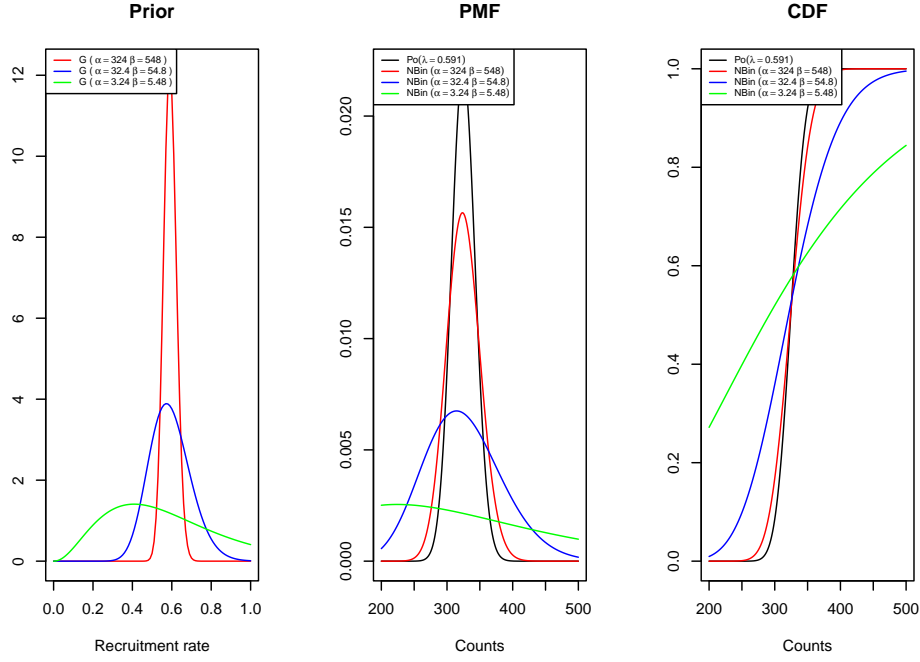 Prior
G ( α = 324 β = 548 )
G ( α = 32.4 β = 54.8 )
G ( α = 3.24 β = 5.48 )
12
10
8
6
4
2
0
0.0 0.2 0.4 0.6 0.8 1.0
Recruitment rate
PMF
Po(λ = 0.591)
NBin (α = 324 β = 548)
NBin (α = 32.4 β = 54.8)
NBin (α = 3.24 β = 5.48)
0.020
0.015
0.010
0.005
0.000
200 300 400 500
Counts
CDF
Po(λ = 0.591)
NBin (α = 324 β = 548)
NBin (α = 32.4 β = 54.8)
NBin (α = 3.24 β = 5.48)
1.0
0.8
0.6
0.4
0.2
0.0
200 300 400 500
Counts